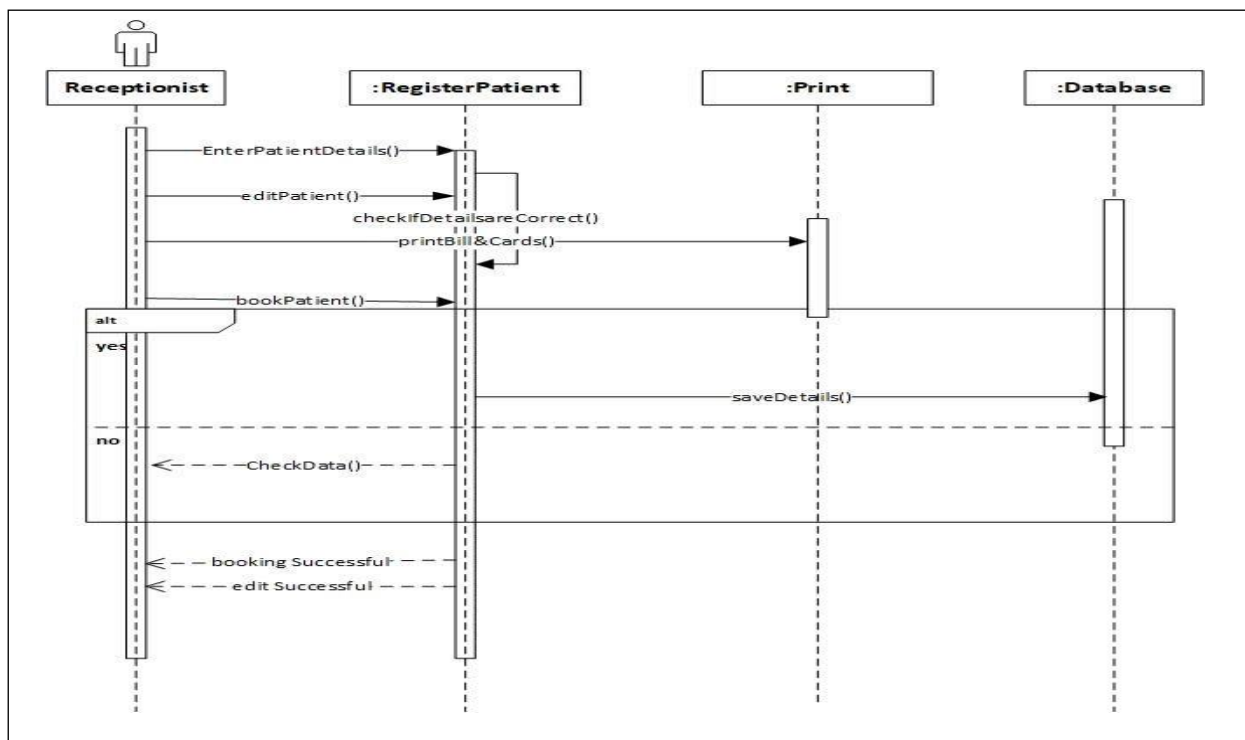 Receptionist
:RegisterPatient
:Print
:Database
EnterPatientDetails()
editPatient()
checkIfDetailsareCorrect()
printBill&Cards()
bookPatient()
alt
yes
saveDetails()
no
CheckData()
booking Successful
edit Successful